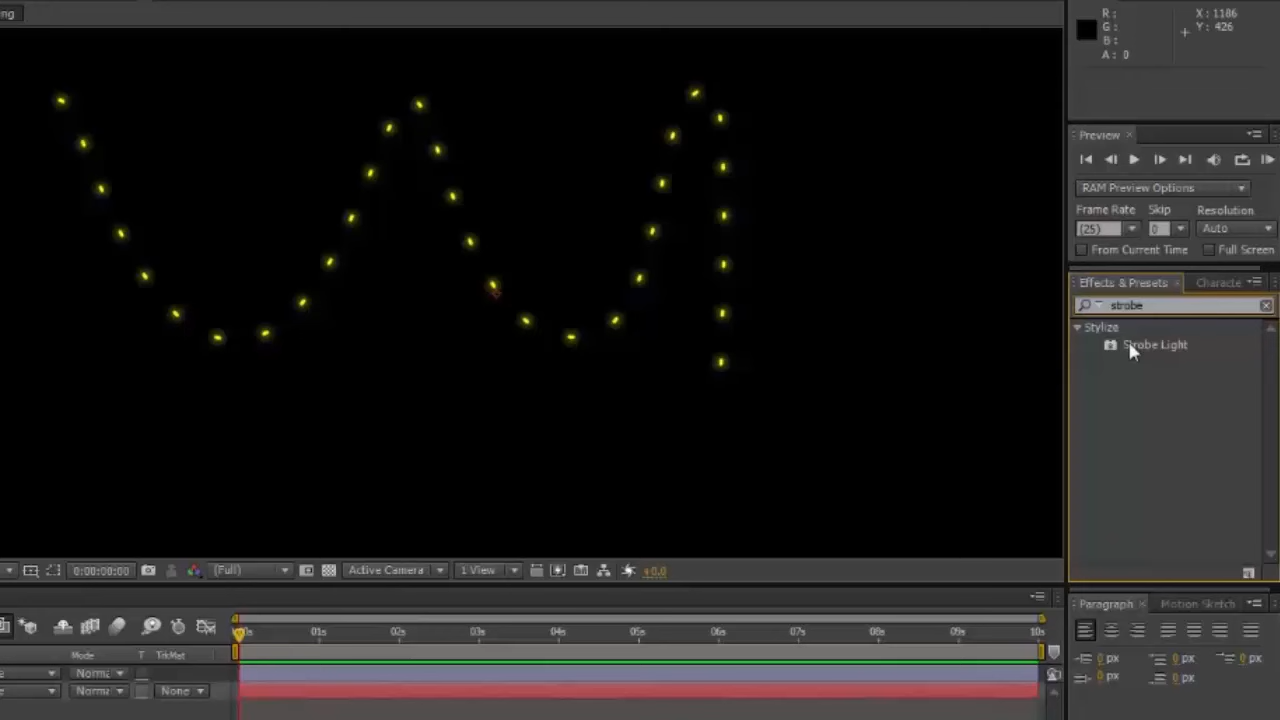 ng
R :
G :
B :
A : 0
X : 1186
Y : 426
Preview
RAM Preview Options
Frame Rate Skip Resolution
(25) 0 Auto
From Current Time Full Screen
Effects & Presets Characte
strobe
Stylize
Strobe Light
0:00:00:00 (Full) Active Camera 1 View +0.0
01s 02s 03s 04s 05s 06s 07s 08s 09s 10s
Mode T TrkMat
Norma
Norma None
Paragraph Motion Sketch
0 px 0 px 0 px
0 px 0 px